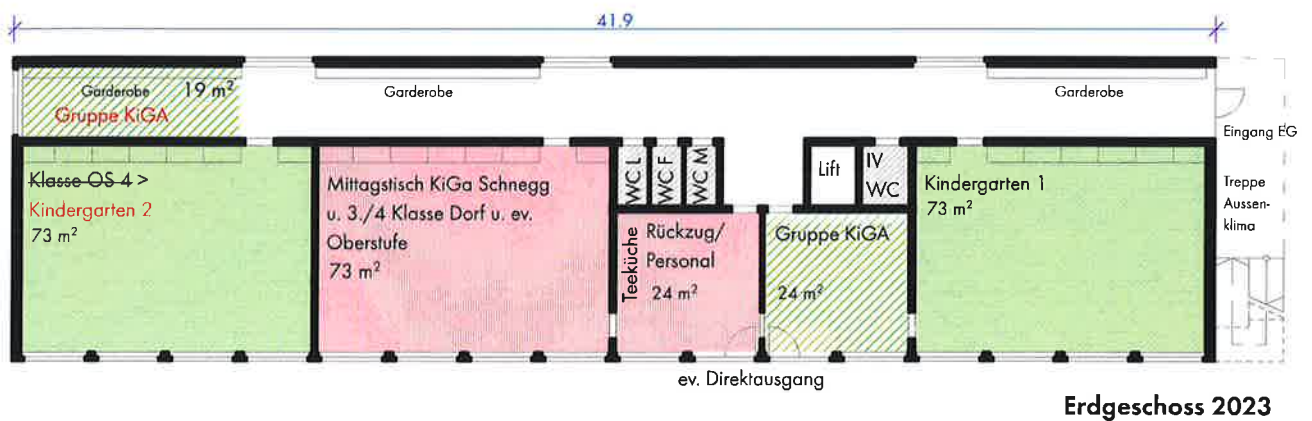 41.9
Garderobe 19 m²
Gruppe KiGA
Garderobe
Garderobe
Eingang EG
Klasse OS 4 >
Kindergarten 2
73 m²
Mittagstisch KiGa Schnegg
u. 3./4 Klasse Dorf u. ev.
Oberstufe
73 m²
WC L
WC F
WC M
Lift
IV
WC
Kindergarten 1
73 m²
Treppe
Aussen-
klima
Teeküche
Rückzug/
Personal
24 m²
Gruppe KiGA
24 m²
ev. Direktausgang
Erdgeschoss 2023